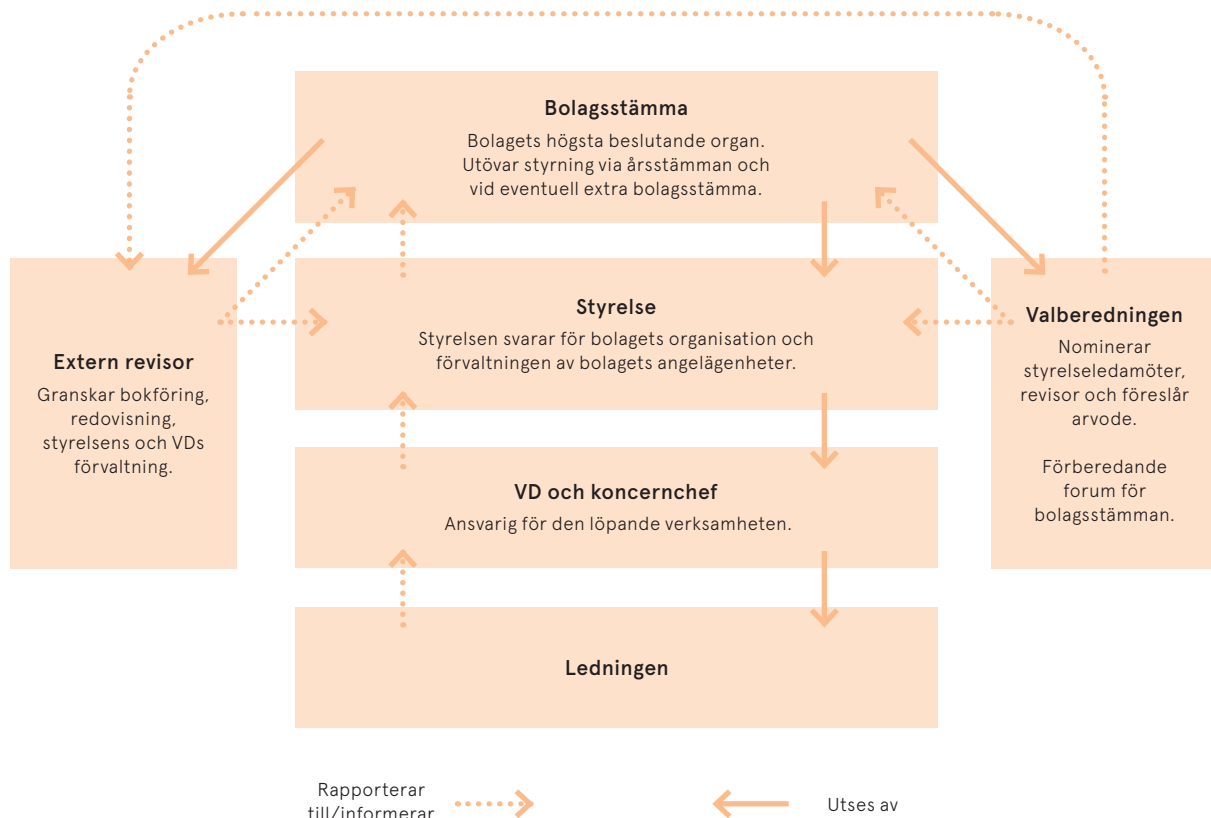 Bolagsstämma
Bolagets högsta beslutande organ.
Utövar styrning via årsstämman och
vid eventuell extra bolagsstämma.
Styrelse
Styrelsen svarar för bolagets organisation och
förvaltningen av bolagets angelägenheter.
Extern revisor
Granskar bokföring,
redovisning,
styrelsens och VDs
förvaltning.
Valberedningen
Nominerar
styrelseledamöter,
revisor och föreslår
arvode.
Förberedande
forum för
bolagsstämman.
VD och koncernchef
Ansvarig för den löpande verksamheten.
Ledningen
Rapporterar
till/informerar
Utses av